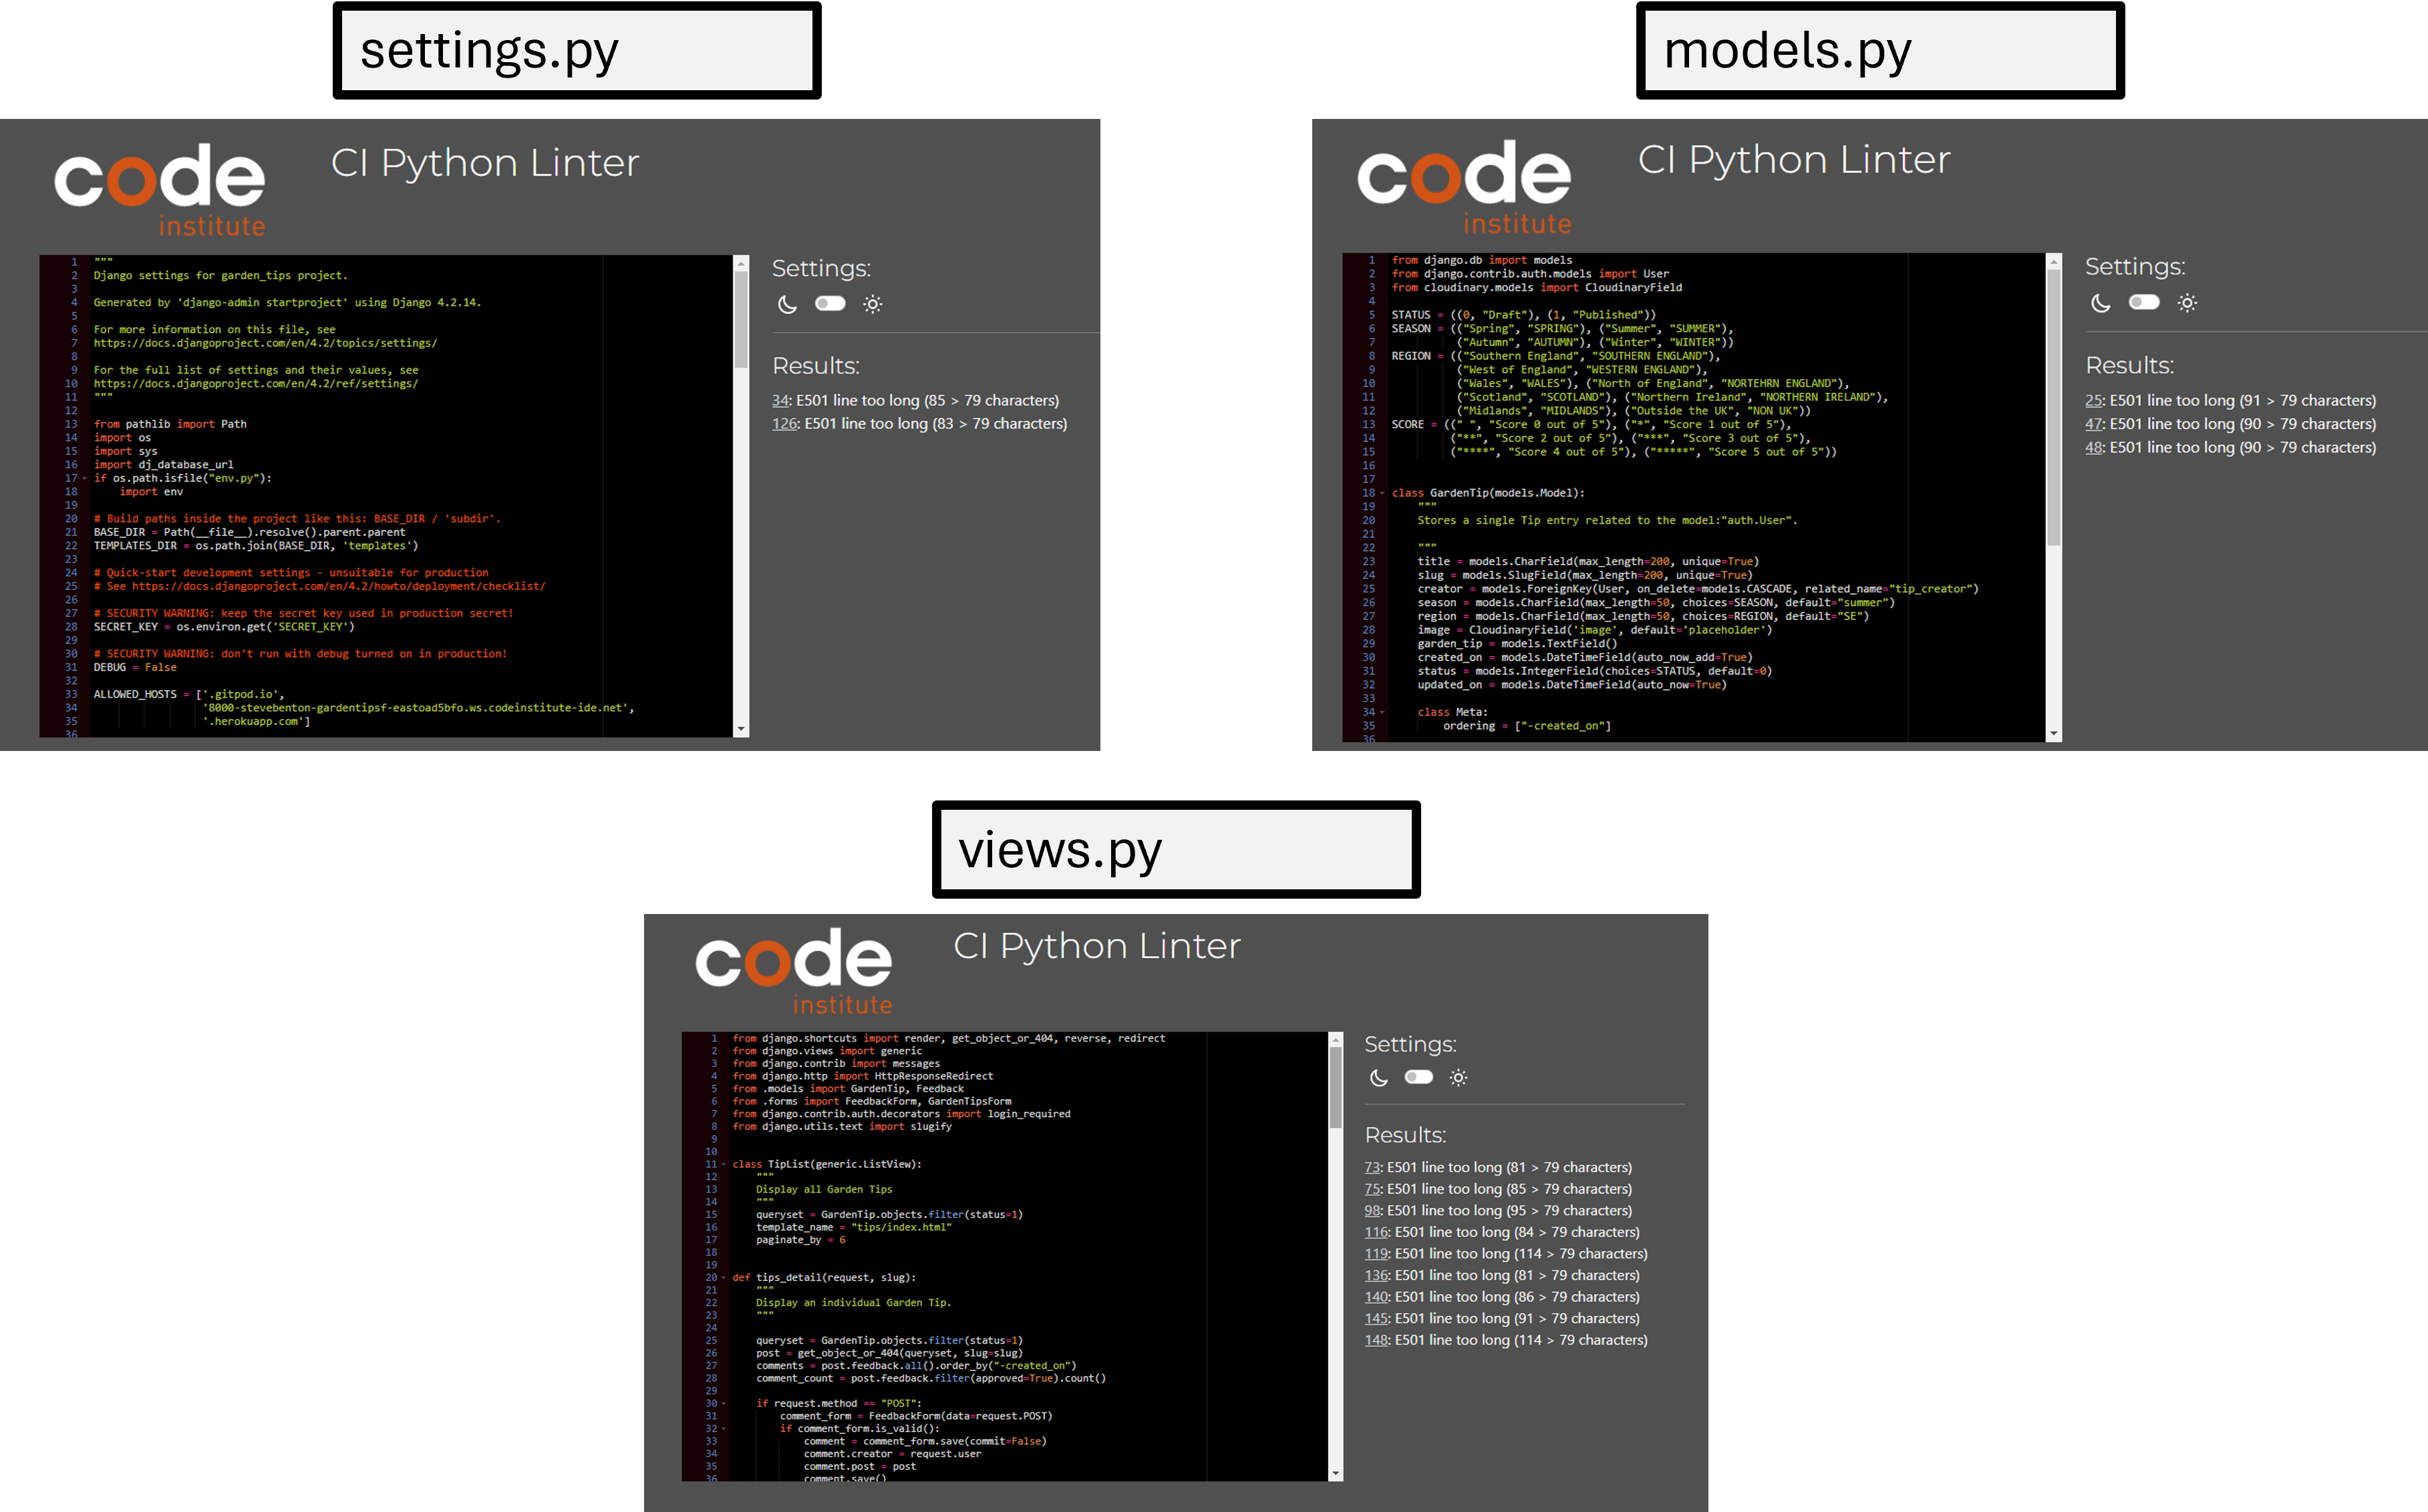 settings.py
code
institute
CI Python Linter
1 """
2 Django settings for garden_tips project.
3
4 Generated by 'django-admin startproject' using Django 4.2.14.
5
6 For more information on this file, see
7 https://docs.djangoproject.com/en/4.2/topics/settings/
8
9 For the full list of settings and their values, see
10 https://docs.djangoproject.com/en/4.2/ref/settings/
11 """
12
13 from pathlib import Path
14 import os
15 import sys
16 import dj_database_url
17 if os.path.isfile("env.py"):
18     import env
19
20 # Build paths inside the project like this: BASE_DIR / 'subdir'.
21 BASE_DIR = Path(__file__).resolve().parent.parent
22 TEMPLATES_DIR = os.path.join(BASE_DIR, 'templates')
23
24 # Quick-start development settings - unsuitable for production
25 # See https://docs.djangoproject.com/en/4.2/howto/deployment/checklist/
26
27 # SECURITY WARNING: keep the secret key used in production secret!
28 SECRET_KEY = os.environ.get('SECRET_KEY')
29
30 # SECURITY WARNING: don't run with debug turned on in production!
31 DEBUG = False
32
33 ALLOWED_HOSTS = ['.gitpod.io',
34                  '8000-stevebenton-gardentipsf-eastoad5bfo.ws.codeinstitute-ide.net',
35                  '.herokuapp.com']
36
Settings:
Results:
34: E501 line too long (85 > 79 characters)
126: E501 line too long (83 > 79 characters)
models.py
code
institute
CI Python Linter
1 from django.db import models
2 from django.contrib.auth.models import User
3 from cloudinary.models import CloudinaryField
4
5 STATUS = ((0, "Draft"), (1, "Published"))
6 SEASON = (("Spring", "SPRING"), ("Summer", "SUMMER"),
7           ("Autumn", "AUTUMN"), ("Winter", "WINTER"))
8 REGION = (("Southern England", "SOUTHERN ENGLAND"),
9           ("West of England", "WESTERN ENGLAND"),
10           ("Wales", "WALES"), ("North of England", "NORTEHRN ENGLAND"),
11           ("Scotland", "SCOTLAND"), ("Northern Ireland", "NORTHERN IRELAND"),
12           ("Midlands", "MIDLANDS"), ("Outside the UK", "NON UK"))
13 SCORE = ((" ", "Score 0 out of 5"), ("*", "Score 1 out of 5"),
14          ("**", "Score 2 out of 5"), ("***", "Score 3 out of 5"),
15          ("****", "Score 4 out of 5"), ("*****", "Score 5 out of 5"))
16
17
18 class GardenTip(models.Model):
19     """
20     Stores a single Tip entry related to the model:"auth.User".
21
22     """
23     title = models.CharField(max_length=200, unique=True)
24     slug = models.SlugField(max_length=200, unique=True)
25     creator = models.ForeignKey(User, on_delete=models.CASCADE, related_name="tip_creator")
26     season = models.CharField(max_length=50, choices=SEASON, default="summer")
27     region = models.CharField(max_length=50, choices=REGION, default="SE")
28     image = CloudinaryField('image', default='placeholder')
29     garden_tip = models.TextField()
30     created_on = models.DateTimeField(auto_now_add=True)
31     status = models.IntegerField(choices=STATUS, default=0)
32     updated_on = models.DateTimeField(auto_now=True)
33
34     class Meta:
35         ordering = ["-created_on"]
36
Settings:
Results:
25: E501 line too long (91 > 79 characters)
47: E501 line too long (90 > 79 characters)
48: E501 line too long (90 > 79 characters)
views.py
code
institute
CI Python Linter
1 from django.shortcuts import render, get_object_or_404, reverse, redirect
2 from django.views import generic
3 from django.contrib import messages
4 from django.http import HttpResponseRedirect
5 from .models import GardenTip, Feedback
6 from .forms import FeedbackForm, GardenTipsForm
7 from django.contrib.auth.decorators import login_required
8 from django.utils.text import slugify
9
10
11 class TipList(generic.ListView):
12     """
13     Display all Garden Tips
14     """
15     queryset = GardenTip.objects.filter(status=1)
16     template_name = "tips/index.html"
17     paginate_by = 6
18
19
20 def tips_detail(request, slug):
21     """
22     Display an individual Garden Tip.
23     """
24
25     queryset = GardenTip.objects.filter(status=1)
26     post = get_object_or_404(queryset, slug=slug)
27     comments = post.feedback.all().order_by("-created_on")
28     comment_count = post.feedback.filter(approved=True).count()
29
30     if request.method == "POST":
31         comment_form = FeedbackForm(data=request.POST)
32         if comment_form.is_valid():
33             comment = comment_form.save(commit=False)
34             comment.creator = request.user
35             comment.post = post
36             comment.save()
Settings:
Results:
73: E501 line too long (81 > 79 characters)
75: E501 line too long (85 > 79 characters)
98: E501 line too long (95 > 79 characters)
116: E501 line too long (84 > 79 characters)
119: E501 line too long (114 > 79 characters)
136: E501 line too long (81 > 79 characters)
140: E501 line too long (86 > 79 characters)
145: E501 line too long (91 > 79 characters)
148: E501 line too long (114 > 79 characters)